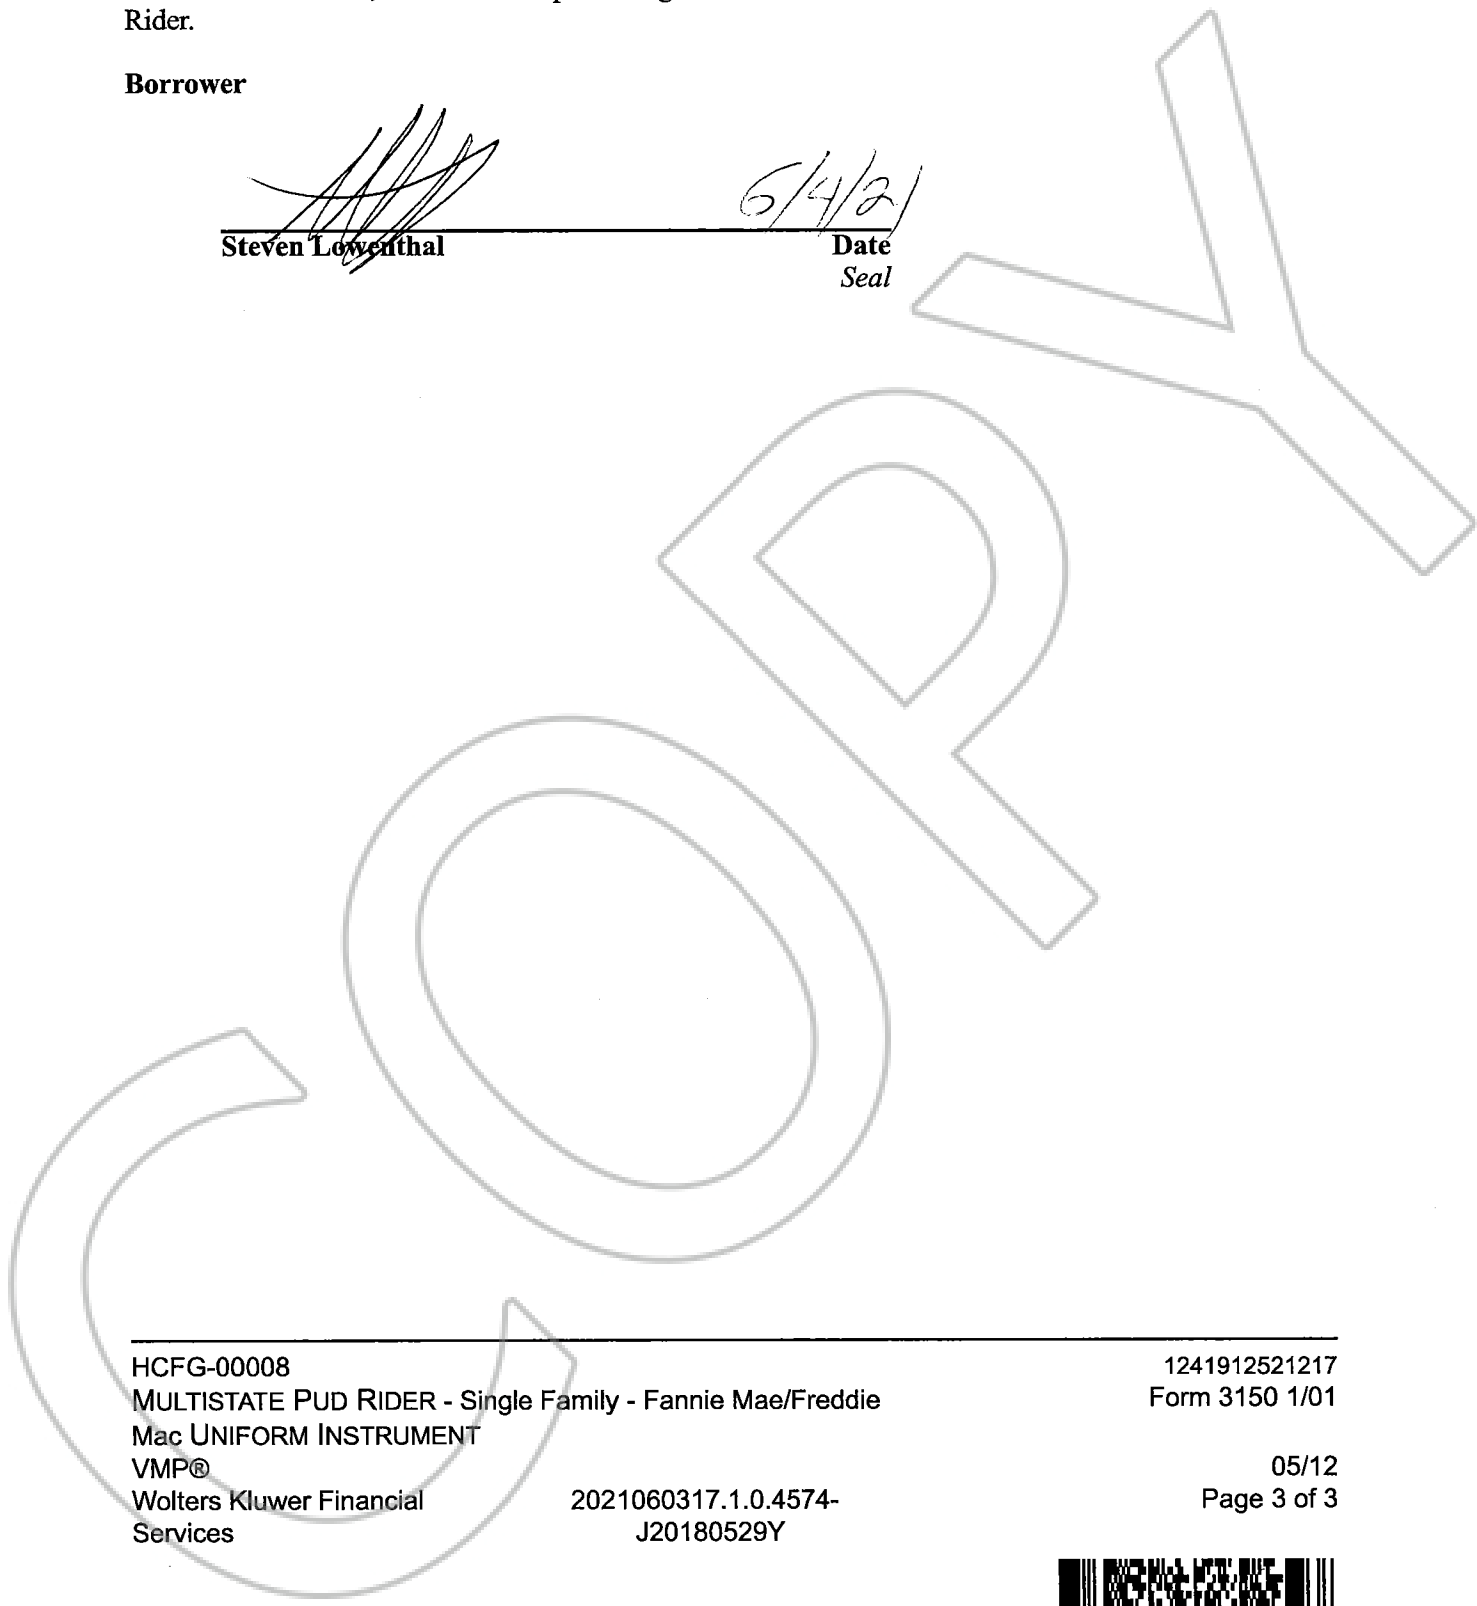 Rider.
Borrower
6/4/21
Steven Lowenthal Date
Seal
COPY
HCFG-00008 1241912521217
MULTISTATE PUD RIDER - Single Family - Fannie Mae/Freddie Form 3150 1/01
Mac UNIFORM INSTRUMENT
VMP® 05/12
Wolters Kluwer Financial 2021060317.1.0.4574- Page 3 of 3
Services J20180529Y